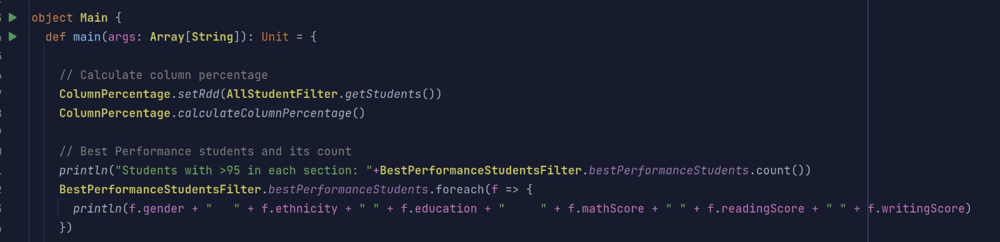 object Main {
  def main(args: Array[String]): Unit = {
    // Calculate column percentage
    ColumnPercentage.setRdd(AllStudentFilter.getStudents())
    ColumnPercentage.calculateColumnPercentage()
    // Best Performance students and its count
    println("Students with >95 in each section: "+BestPerformanceStudentsFilter.bestPerformanceStudents.count())
    BestPerformanceStudentsFilter.bestPerformanceStudents.foreach(f => {
      println(f.gender + "   " + f.ethnicity + " " + f.education + "     " + f.mathScore + " " + f.readingScore + " " + f.writingScore)
    })